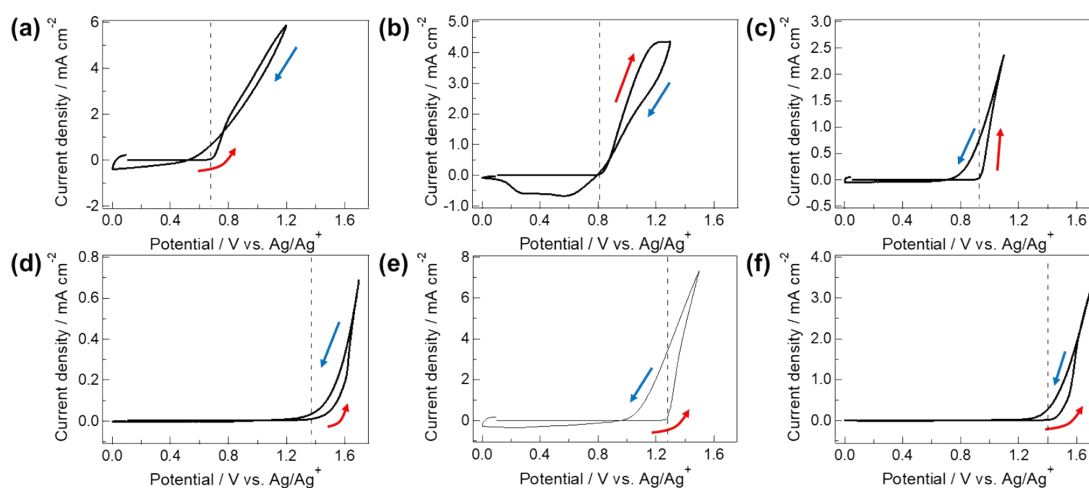 (a)
Current density / mA cm⁻²
6
4
2
0
-2
0.0 0.4 0.8 1.2 1.6
Potential / V vs. Ag/Ag⁺
(b)
Current density / mA cm⁻²
5.0
4.0
3.0
2.0
1.0
0.0
-1.0
0.0 0.4 0.8 1.2 1.6
Potential / V vs. Ag/Ag⁺
(c)
Current density / mA cm⁻²
3.0
2.5
2.0
1.5
1.0
0.5
0.0
-0.5
0.0 0.4 0.8 1.2 1.6
Potential / V vs. Ag/Ag⁺
(d)
Current density / mA cm⁻²
0.8
0.6
0.4
0.2
0.0
0.0 0.4 0.8 1.2 1.6
Potential / V vs. Ag/Ag⁺
(e)
Current density / mA cm⁻²
8
6
4
2
0.0
0.0 0.4 0.8 1.2 1.6
Potential / V vs. Ag/Ag⁺
(f)
Current density / mA cm⁻²
4.0
3.0
2.0
1.0
0.0
0.0 0.4 0.8 1.2 1.6
Potential / V vs. Ag/Ag⁺